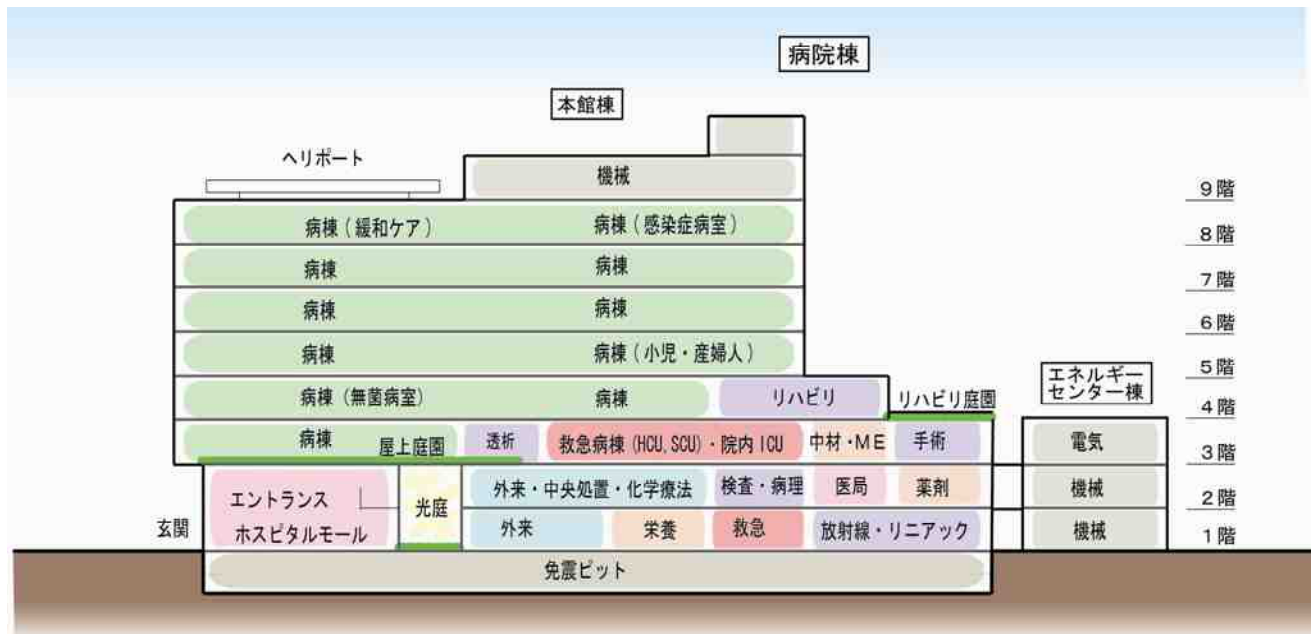 病院棟
本館棟
ヘリポート
機械
9階
病棟(緩和ケア)
病棟(感染症病室)
8階
病棟
病棟
7階
病棟
病棟
6階
病棟
病棟(小児・産婦人)
5階
エネルギー
センター棟
病棟(無菌病室)
病棟
リハビリ
リハビリ庭園
4階
病棟
屋上庭園
透析
救急病棟(HCU,SCU)・院内ICU
中材・ME
手術
電気
3階
エントランス
ホスピタルモール
光庭
外来・中央処置・化学療法
検査・病理
医局
薬剤
機械
2階
玄関
外来
栄養
救急
放射線・リニアック
機械
1階
免震ピット